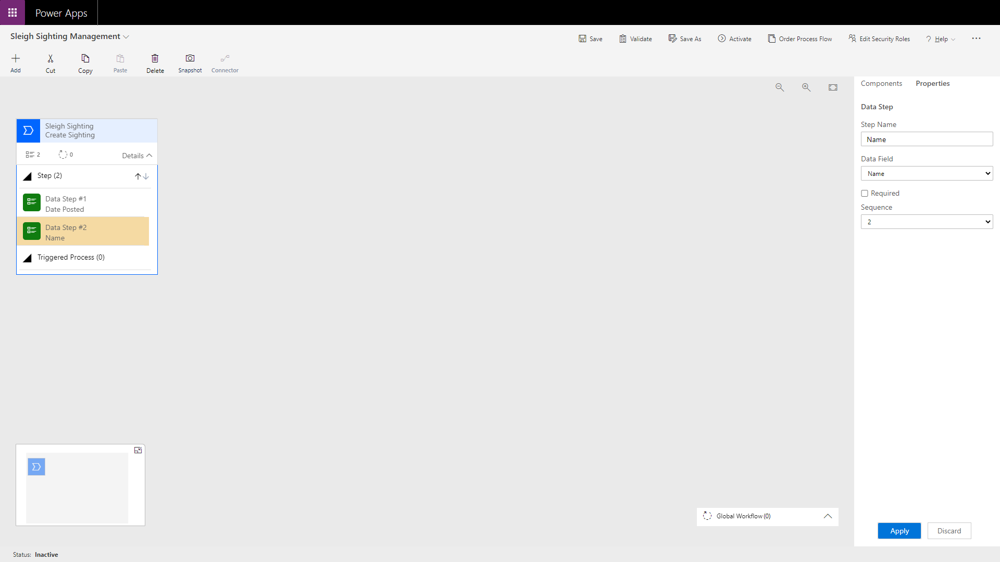 Power Apps
Sleigh Sighting Management
Save
Validate
Save As
Activate
Order Process Flow
Edit Security Roles
? Help
...
Add
Cut
Copy
Paste
Delete
Snapshot
Connector
Components
Properties
Sleigh Sighting
Create Sighting
2
0
Details
Step (2)
Data Step #1
Date Posted
Data Step #2
Name
Triggered Process (0)
Data Step
Step Name
Name
Data Field
Name
Required
Sequence
2
Global Workflow (0)
Apply
Discard
Status: Inactive